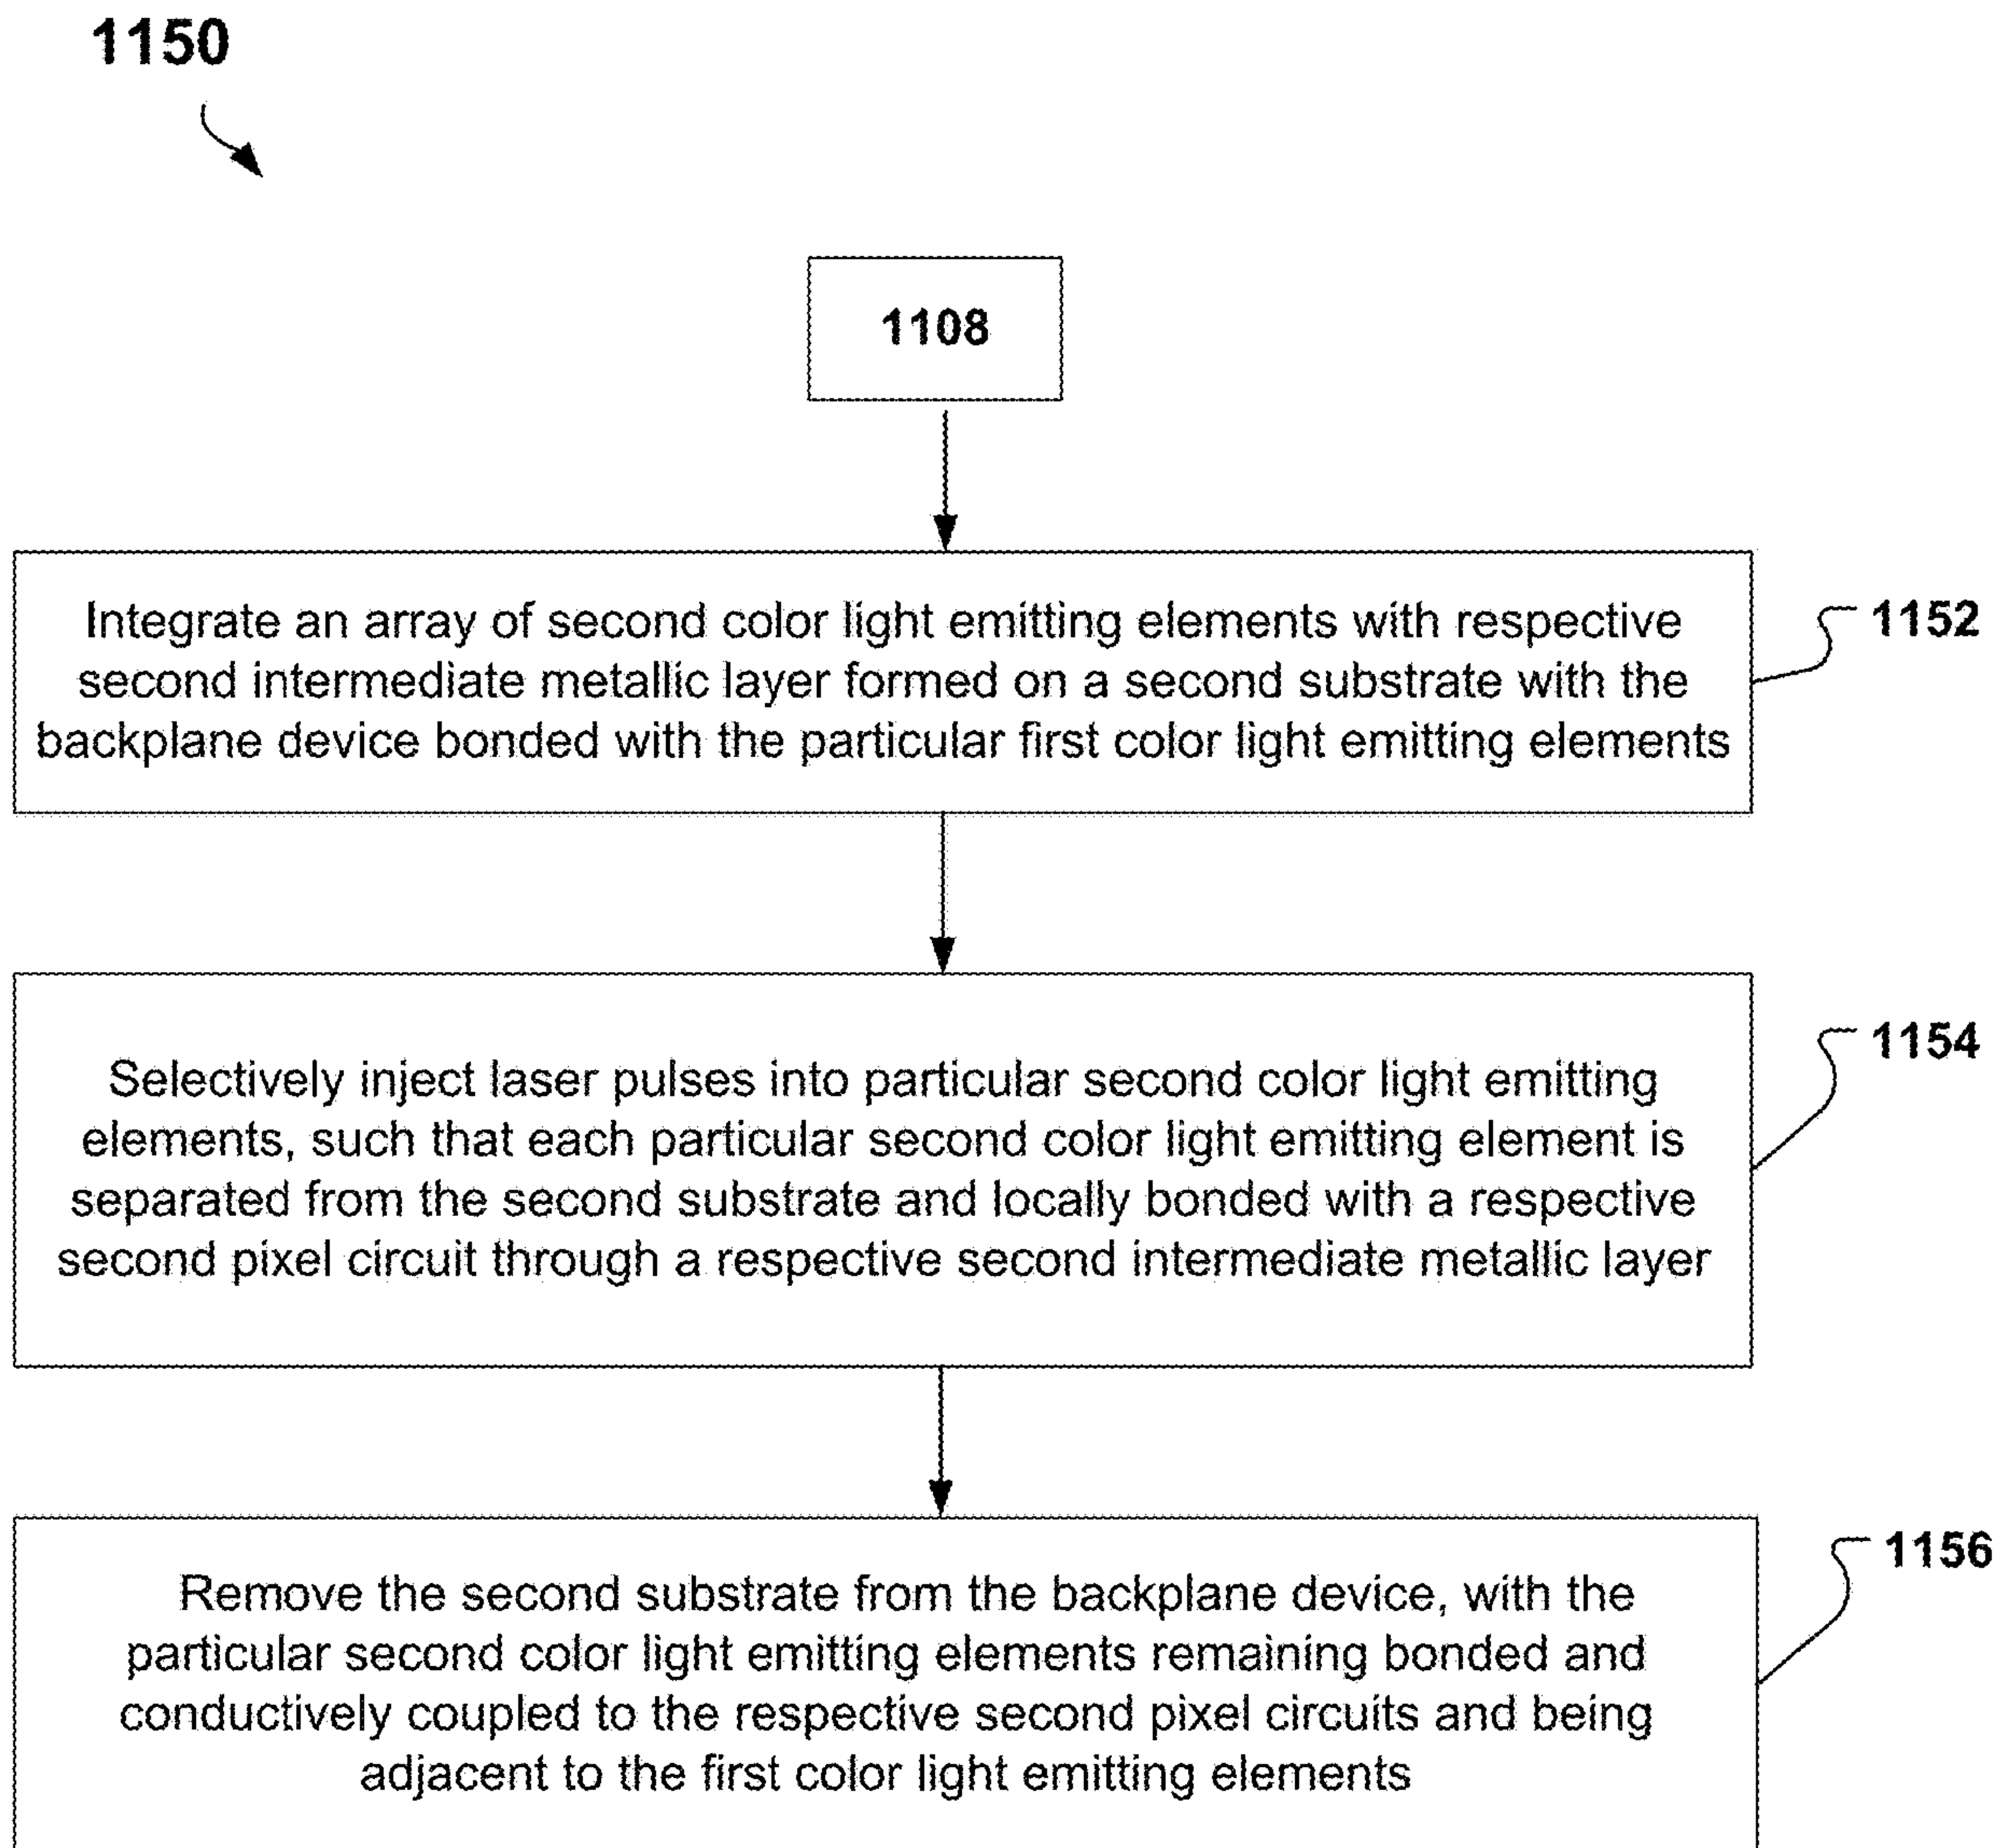 1150
1108
Integrate an array of second color light emitting elements with respective
second intermediate metallic layer formed on a second substrate with the
backplane device bonded with the particular first color light emitting elements
1152
Selectively inject laser pulses into particular second color light emitting
elements, such that each particular second color light emitting element is
separated from the second substrate and locally bonded with a respective
second pixel circuit through a respective second intermediate metallic layer
1154
Remove the second substrate from the backplane device, with the
particular second color light emitting elements remaining bonded and
conductively coupled to the respective second pixel circuits and being
adjacent to the first color light emitting elements
1156